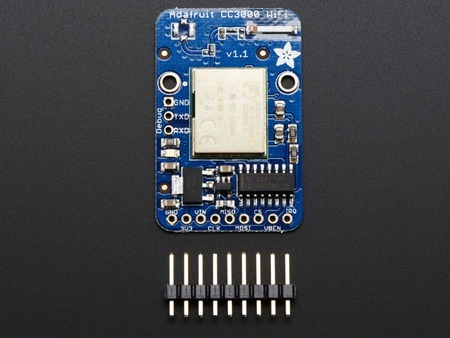 Adafruit CC3000 WiFi
v1.1
GND
TXD
RXD
Debug
GND VIN MISO CS IRQ
3V3 CLK MOSI VBEN